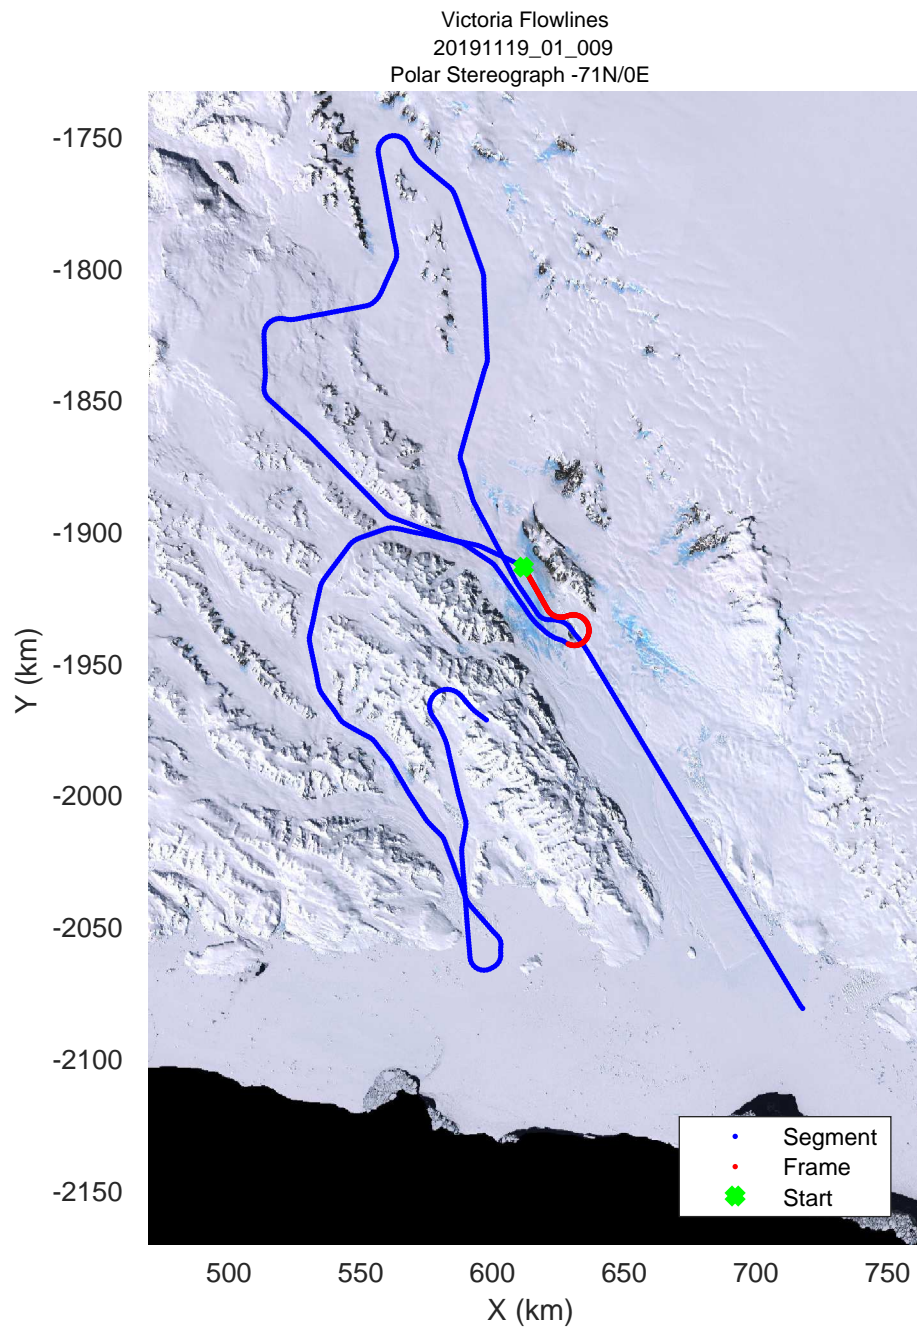 Victoria Flowlines
20191119_01_009
Polar Stereograph -71N/0E
-1750
-1800
-1850
-1900
-1950
-2000
-2050
-2100
-2150
Y (km)
500
550
600
650
700
750
X (km)
Segment
Frame
Start